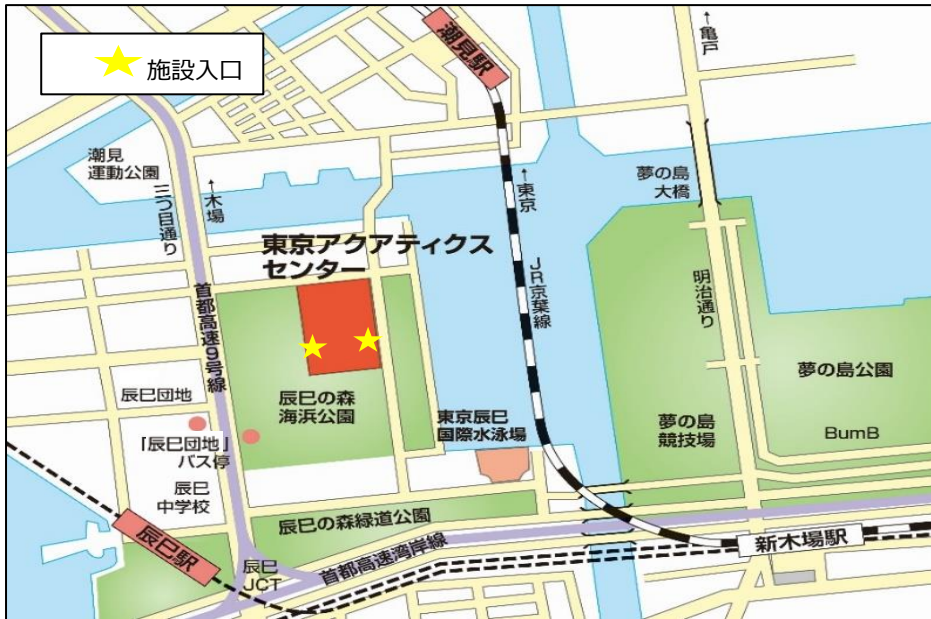 施設入口
潮見駅
←亀戸
潮見
運動公園
三つ目通り
←木場
←東京
夢の島
大橋
東京アクアティクス
センター
JR京葉線
明治通り
首都高速9号線
辰巳団地
辰巳の森
海浜公園
東京辰巳
国際水泳場
夢の島公園
夢の島
競技場
BumB
「辰巳団地」
バス停
辰巳
中学校
辰巳の森緑道公園
辰巳駅
首都高速湾岸線
新木場駅
辰巳
JCT